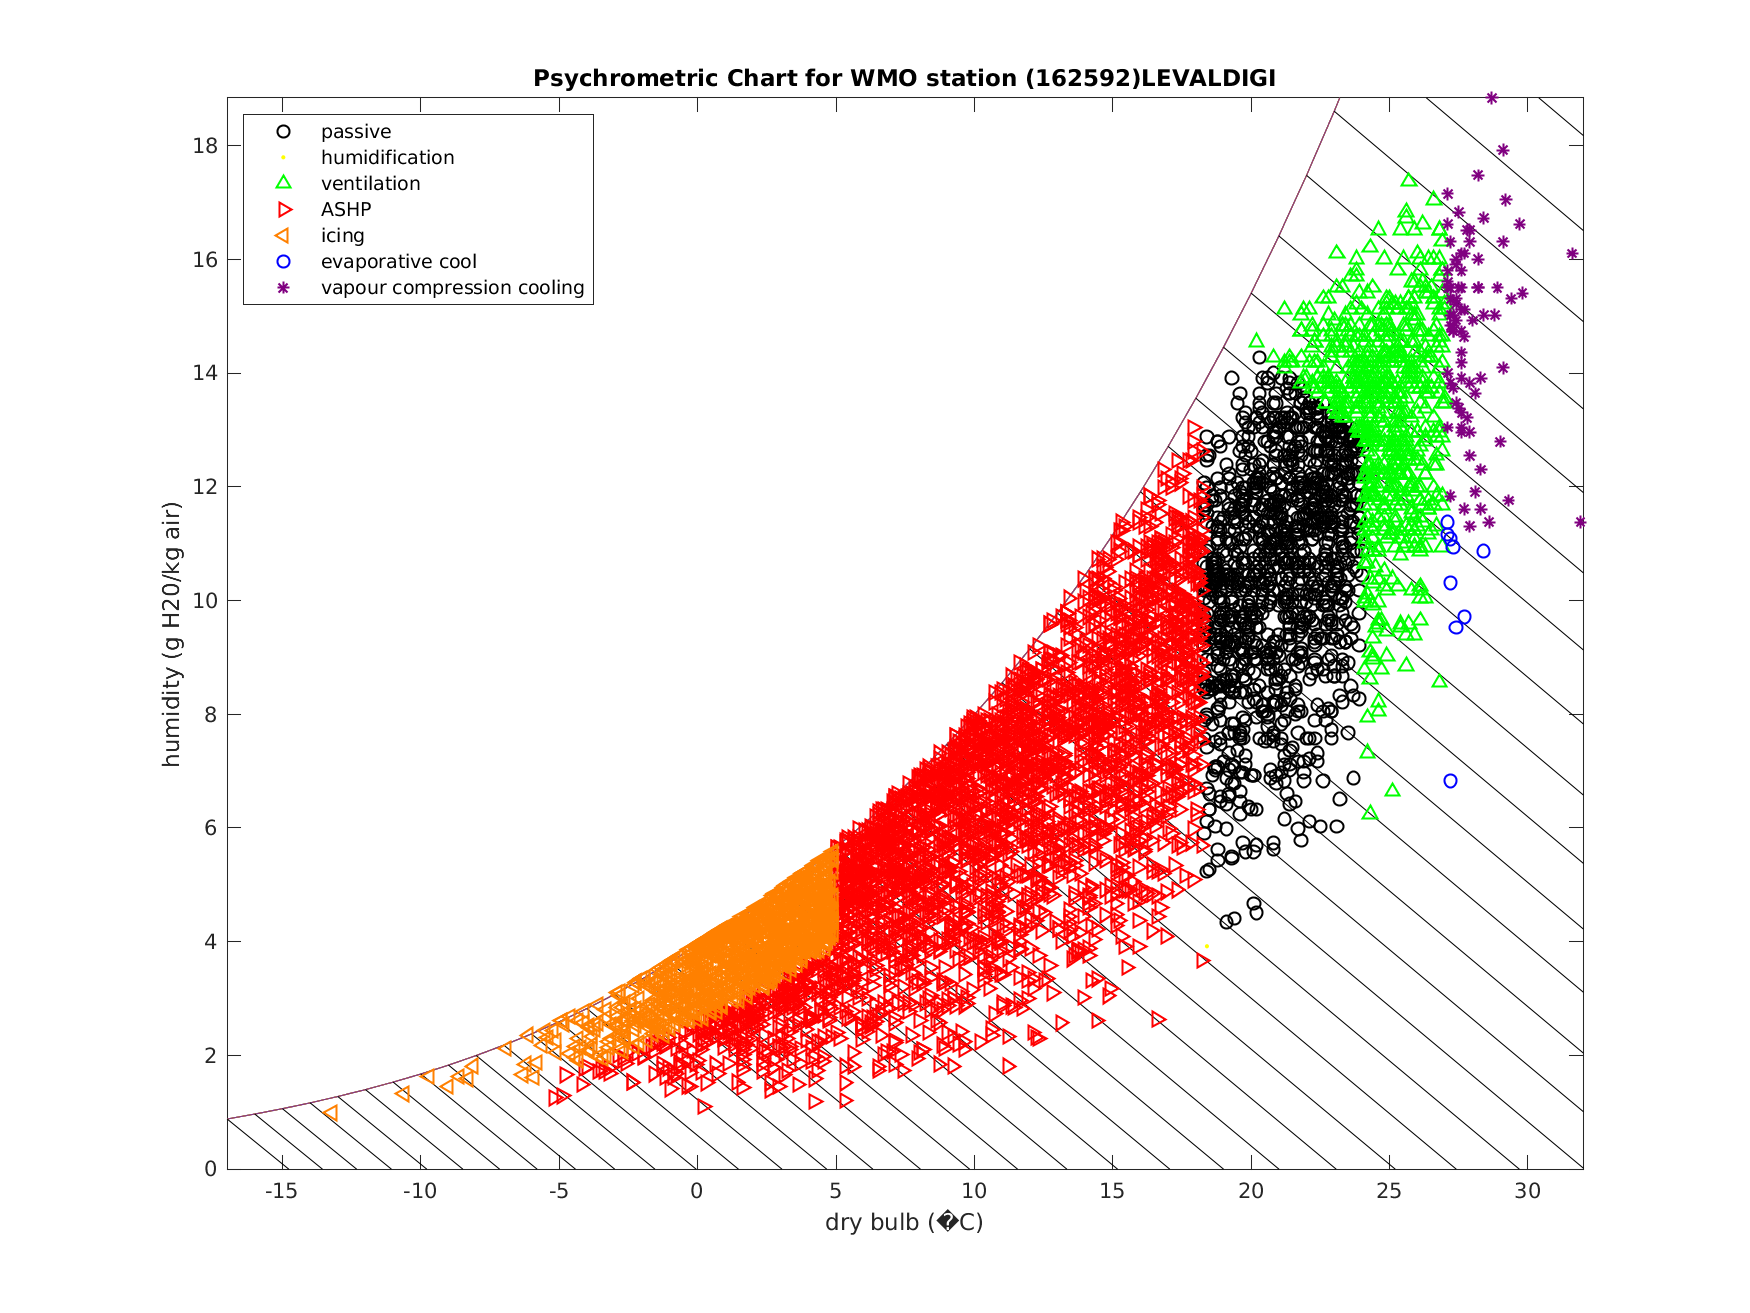 Psychrometric Chart for WMO station (162592)LEVALDIGI
passive
humidification
ventilation
ASHP
icing
evaporative cool
vapour compression cooling
humidity (g H20/kg air)
18
16
14
12
10
8
6
4
2
0
-15 -10 -5 0 5 10 15 20 25 30
dry bulb (�C)